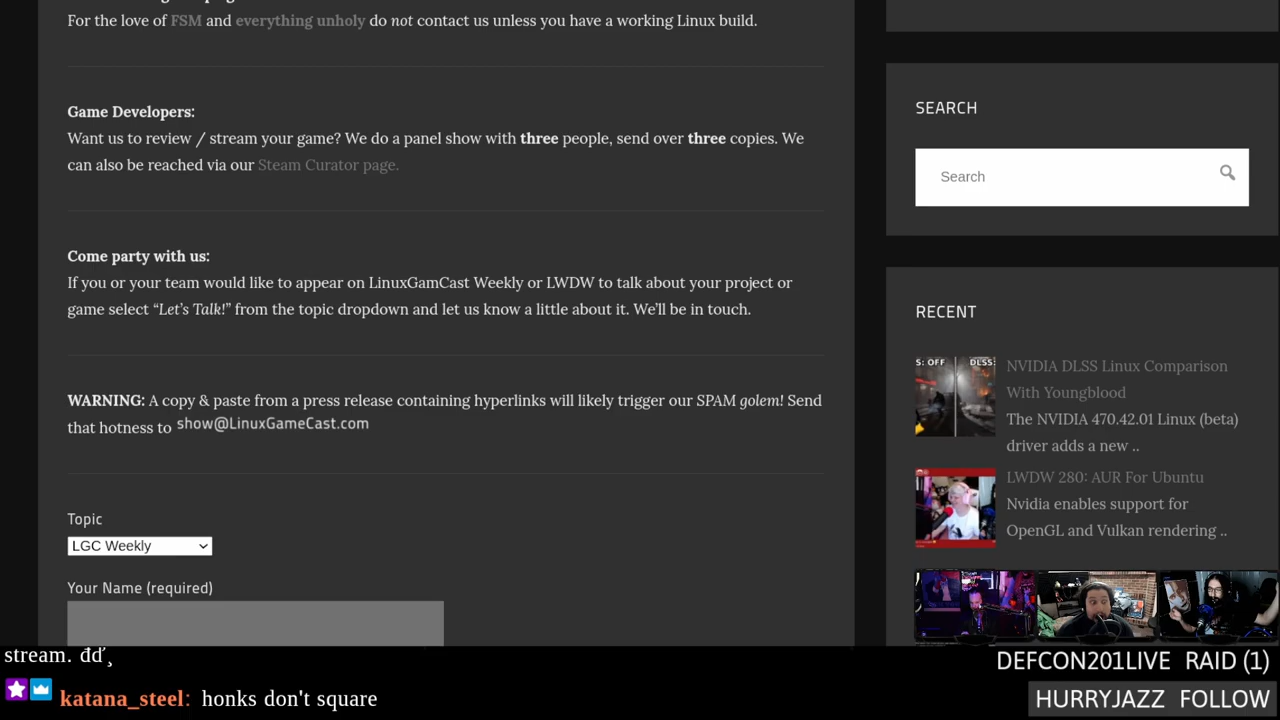 For the love of FSM and everything unholy do not contact us unless you have a working Linux build.
Game Developers:
Want us to review / stream your game? We do a panel show with three people, send over three copies. We
can also be reached via our Steam Curator page.
Come party with us:
If you or your team would like to appear on LinuxGamCast Weekly or LWDW to talk about your project or
game select “Let’s Talk!” from the topic dropdown and let us know a little about it. We’ll be in touch.
WARNING: A copy & paste from a press release containing hyperlinks will likely trigger our SPAM golem! Send
that hotness to show@LinuxGameCast.com
Topic
LGC Weekly
Your Name (required)
SEARCH
Search
RECENT
S: OFF DLSS:
NVIDIA DLSS Linux Comparison
With Youngblood
The NVIDIA 470.42.01 Linux (beta)
driver adds a new ..
LWDW 280: AUR For Ubuntu
Nvidia enables support for
OpenGL and Vulkan rendering ..
stream.
katana_steel: honks don't square
DEFCON201LIVE RAID (1)
HURRYJAZZ FOLLOW